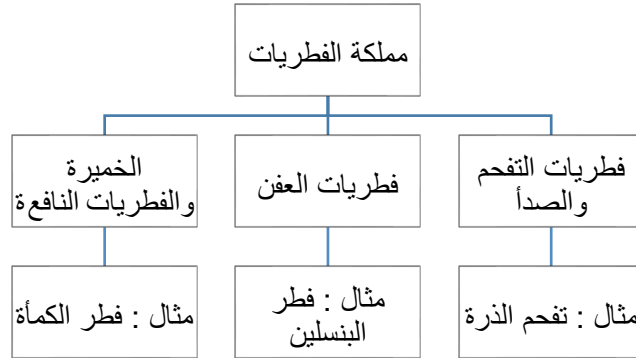 مملكة الفطريات
فطريات التفحم
والصدأ
فطريات العفن
الخميرة
والفطريات النافعة
مثال : تفحم الذرة
مثال : فطر
البنسلين
مثال : فطر الكمأة